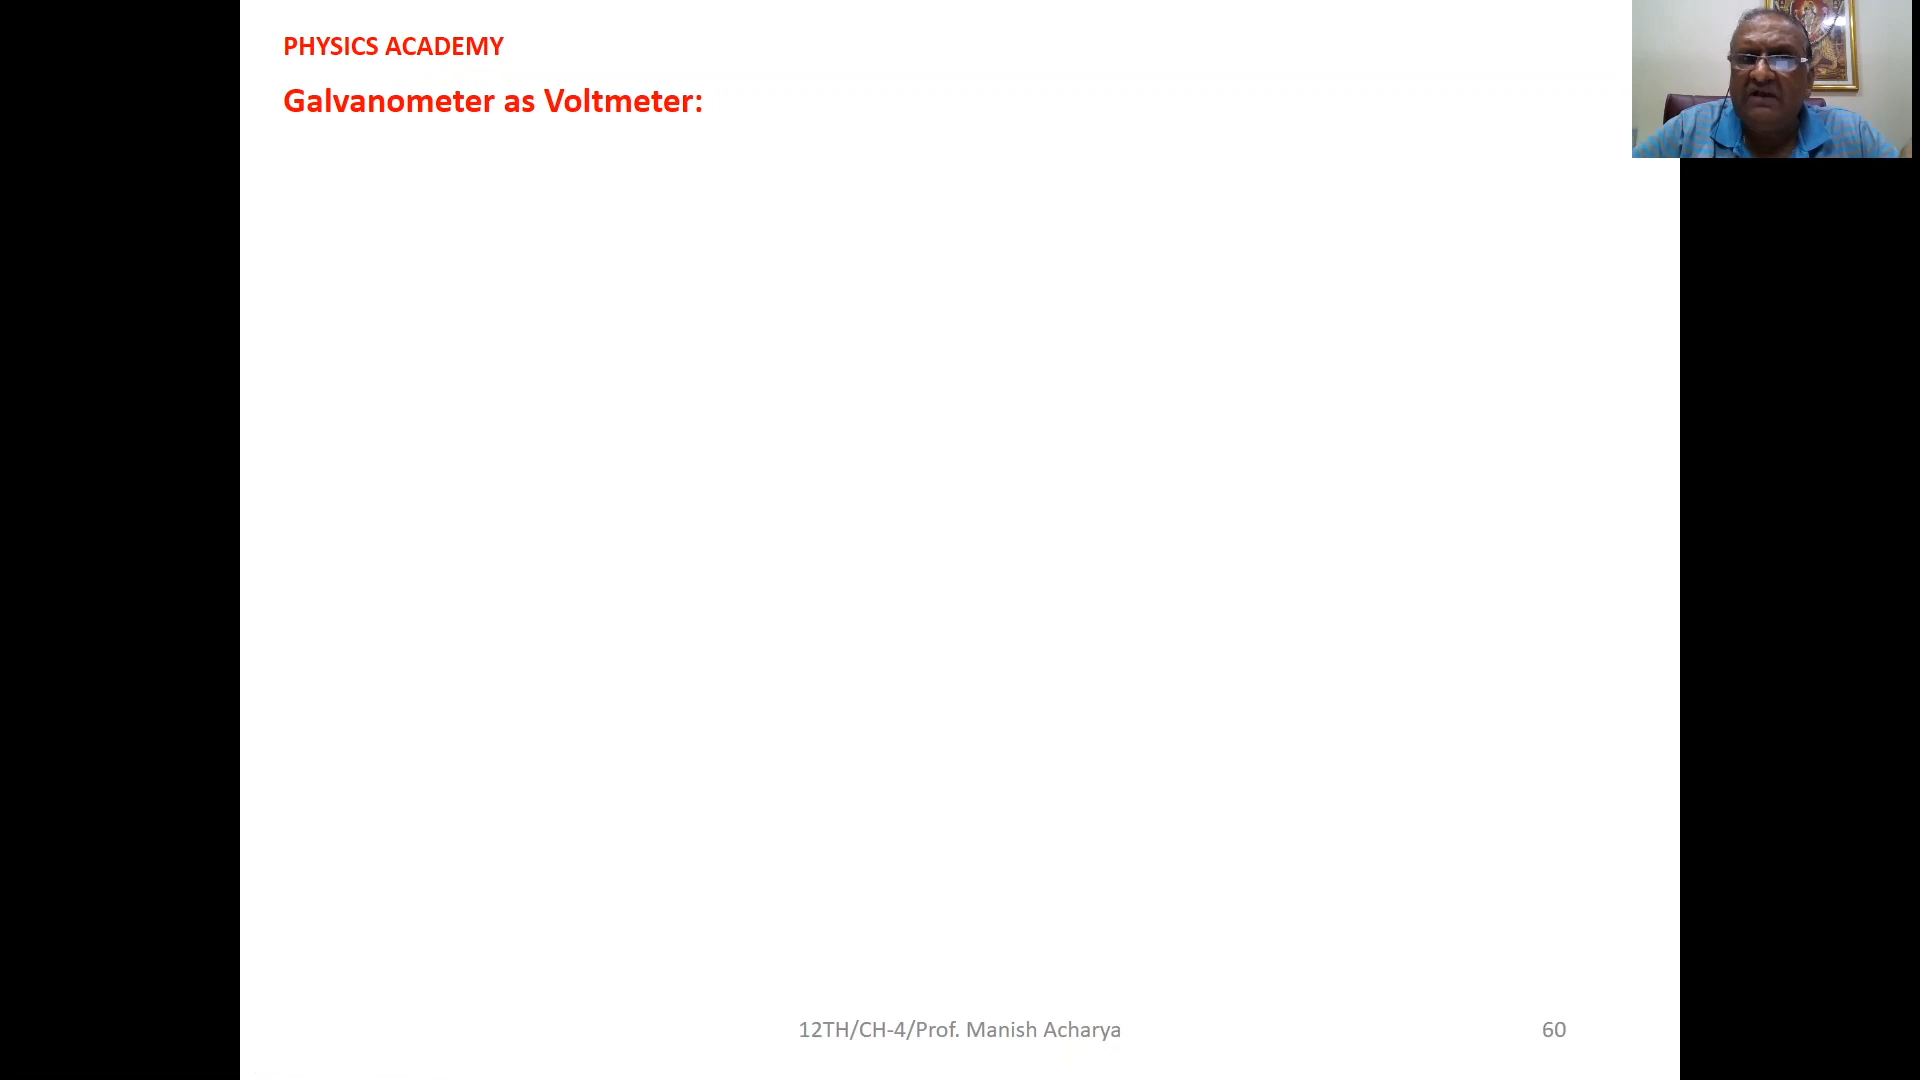 PHYSICS ACADEMY
Galvanometer as Voltmeter:
12TH/CH-4/Prof. Manish Acharya
60